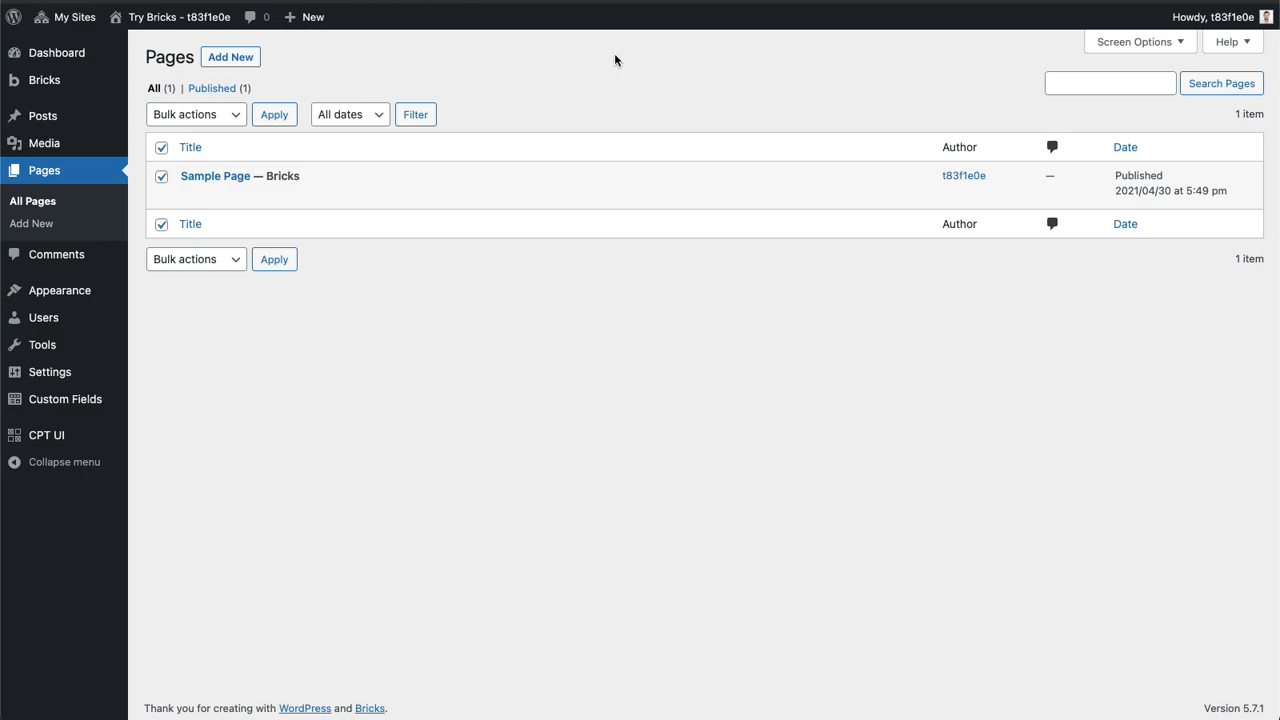 My Sites
Try Bricks - t83f1e0e
0
New
Howdy, t83f1e0e
Dashboard
Bricks
Posts
Media
Pages
All Pages
Add New
Comments
Appearance
Users
Tools
Settings
Custom Fields
CPT UI
Collapse menu
Screen Options
Help
Pages
Add New
All (1) | Published (1)
Search Pages
Bulk actions
Apply
All dates
Filter
1 item
Title
Author
Date
Sample Page — Bricks
t83f1e0e
—
Published
2021/04/30 at 5:49 pm
Title
Author
Date
Bulk actions
Apply
1 item
Thank you for creating with WordPress and Bricks.
Version 5.7.1